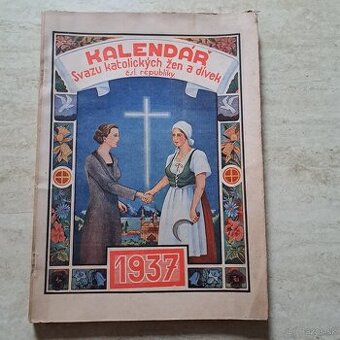 KALENDÁŘ
Svazu katolických žen a dívek
čsl. republiky
1937